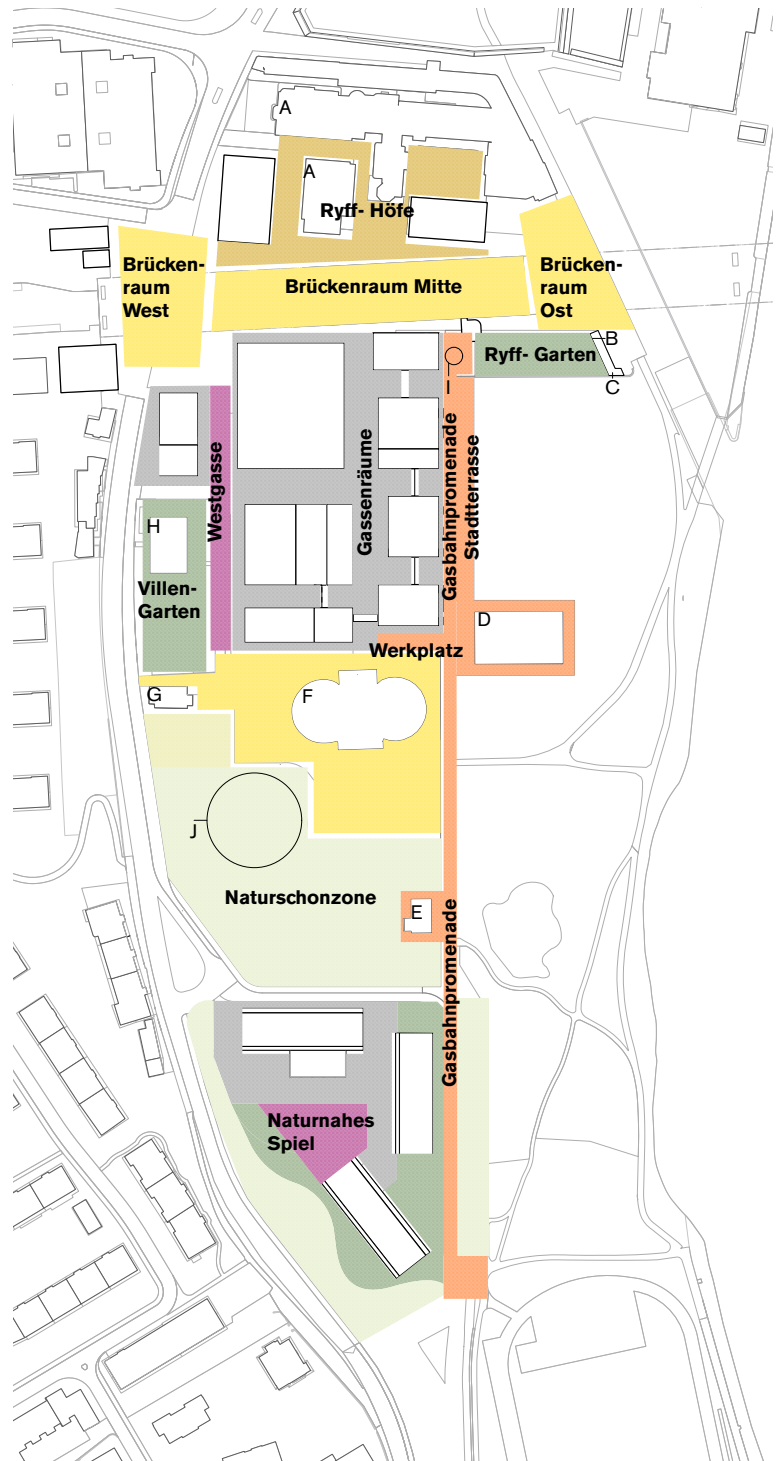 A
A
Ryff- Höfe
Brücken-
raum
West
Brückenraum Mitte
Brücken-
raum
Ost
B
Ryff- Garten
C
I
Gasbahnpromenade
Stadtterrasse
Gassenräume
Westgasse
H
Villen-
Garten
D
Werkplatz
G
F
J
Naturschonzone
E
Gasbahnpromenade
Naturnahes
Spiel